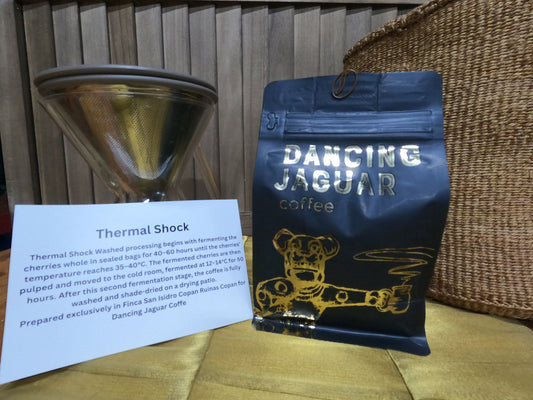 Thermal Shock
Thermal Shock Washed processing begins with fermenting the
cherries whole in sealed bags for 40-60 hours until the cherries'
temperature reaches 35-40°C. The fermented cherries are then
pulped and moved to the cold room, fermented at 12-14°C for 50
hours. After this second fermentation stage, the coffee is fully
washed and shade-dried on a drying patio.
Prepared exclusively in Finca San Isidro Copan Ruinas Copan for
Dancing Jaguar Coffe
DANCING
JAGUAR
coffee